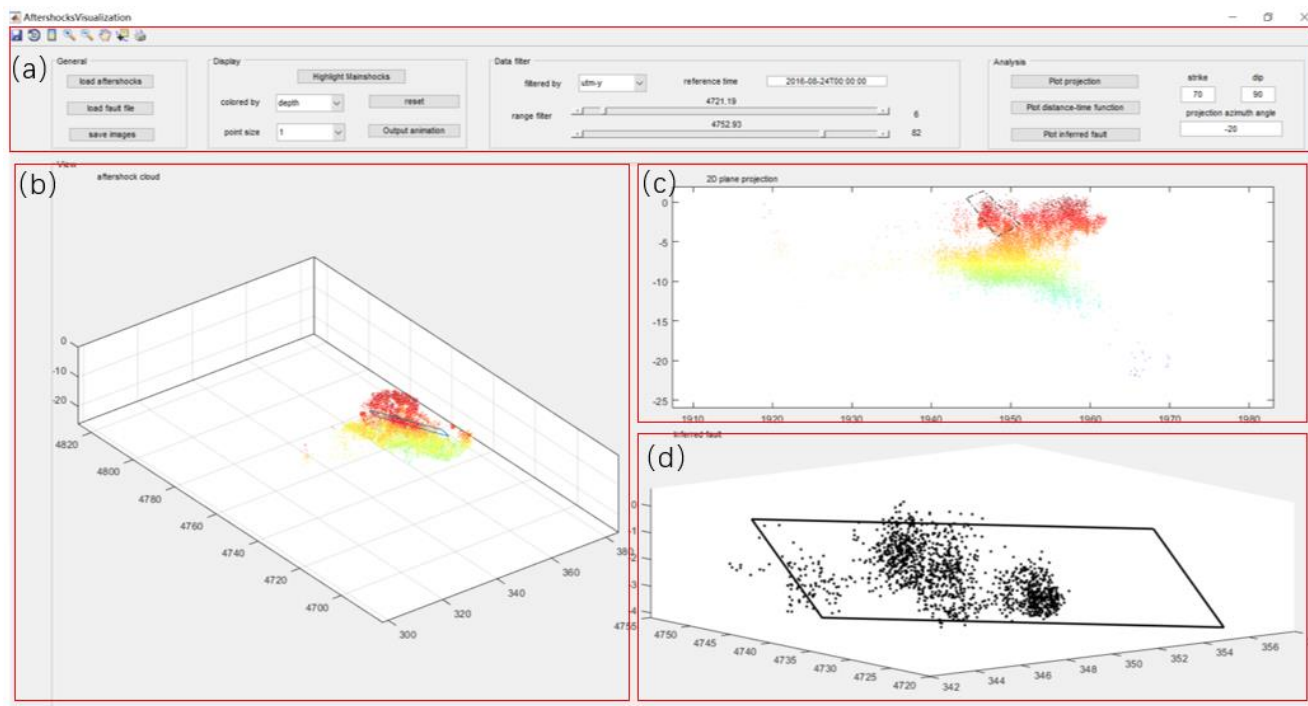 AftershocksVisualization
(a)
General
load aftershocks
load fault file
save images
Display
Highlight Mainshocks
colored by
depth
reset
point size
1
Output animation
Data filter
filtered by
utm-y
reference time
2016-08-24T00:00:00
range filter
4721.19
6
4752.93
82
Analysis
Plot projection
Plot distance-time function
Plot inferred fault
strike
dip
70
90
projection azimuth angle
-20
View
(b)
aftershock cloud
0
-10
-20
4820
4800
4780
4760
4740
4720
4700
300
320
340
360
380
(c)
2D plane projection
0
-5
-10
-15
-20
-25
1910
1920
1930
1940
1950
1960
1970
1980
Inferred fault
(d)
0
-1
-2
-3
-4
4755
4750
4745
4740
4735
4730
4725
4720
342
344
346
348
350
352
354
356